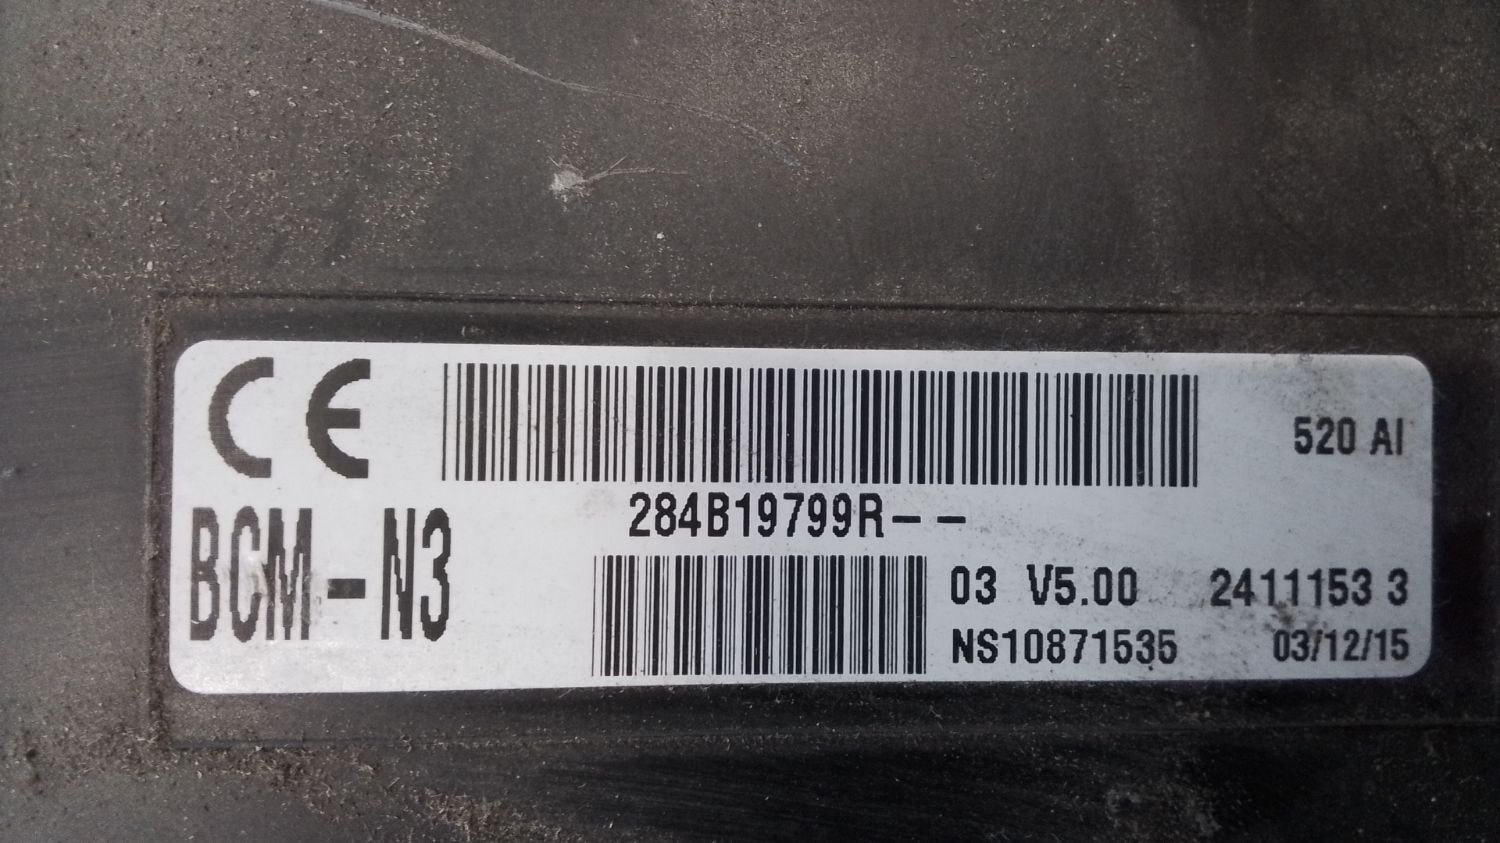 CE
520 AI
284B19799R--
BCM-N3
03 V5.00 2411153 3
NS10871535 03/12/15